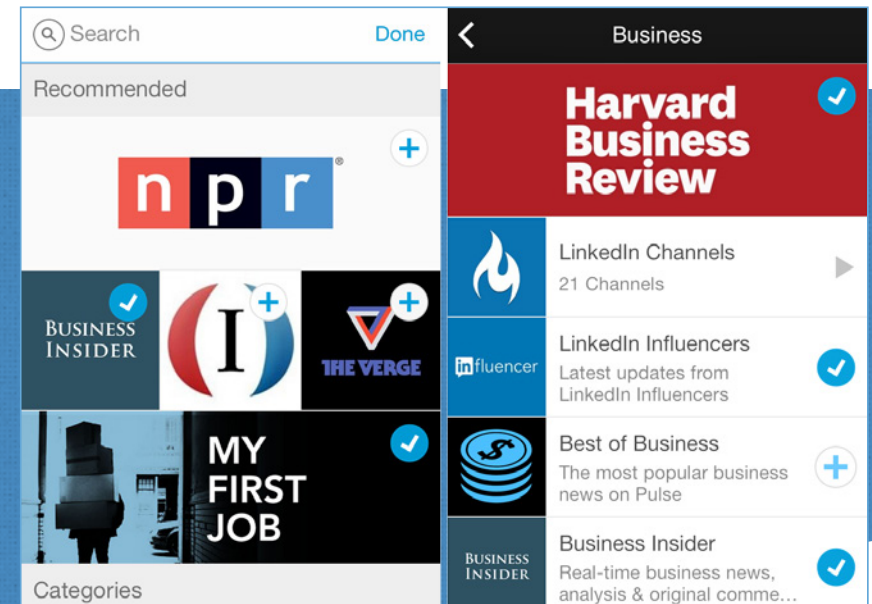 Search
Done
Recommended
npr®
BUSINESS
INSIDER
(I)
THE VERGE
MY
FIRST
JOB
Categories
Business
Harvard
Business
Review
LinkedIn Channels
21 Channels
influencer
LinkedIn Influencers
Latest updates from
LinkedIn Influencers
$
Best of Business
The most popular business
news on Pulse
BUSINESS
INSIDER
Business Insider
Real-time business news,
analysis & original comme...